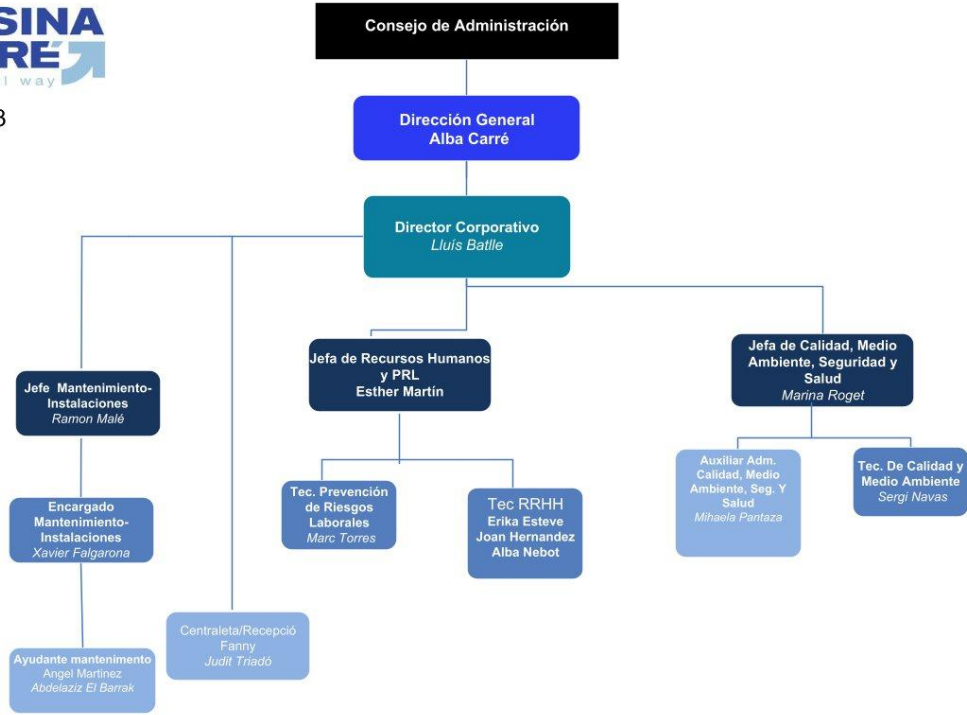 SINA
RÉ
l way
3
Consejo de Administración
Dirección General
Alba Carré
Director Corporativo
Lluís Batlle
Jefe Mantenimiento-
Instalaciones
Ramon Malé
Jefa de Recursos Humanos
y PRL
Esther Martín
Jefa de Calidad, Medio
Ambiente, Seguridad y
Salud
Marina Roget
Encargado
Mantenimiento-
Instalaciones
Xavier Falgarona
Tec. Prevención
de Riesgos
Laborales
Marc Torres
Tec RRHH
Erika Esteve
Joan Hernandez
Alba Nebot
Auxiliar Adm.
Calidad, Medio
Ambiente, Seg. Y
Salud
Mihaela Pantaza
Tec. De Calidad y
Medio Ambiente
Sergi Navas
Ayudante mantenimento
Angel Martinez
Abdelaziz El Barrak
Centraleta/Recepció
Fanny
Judit Triadó